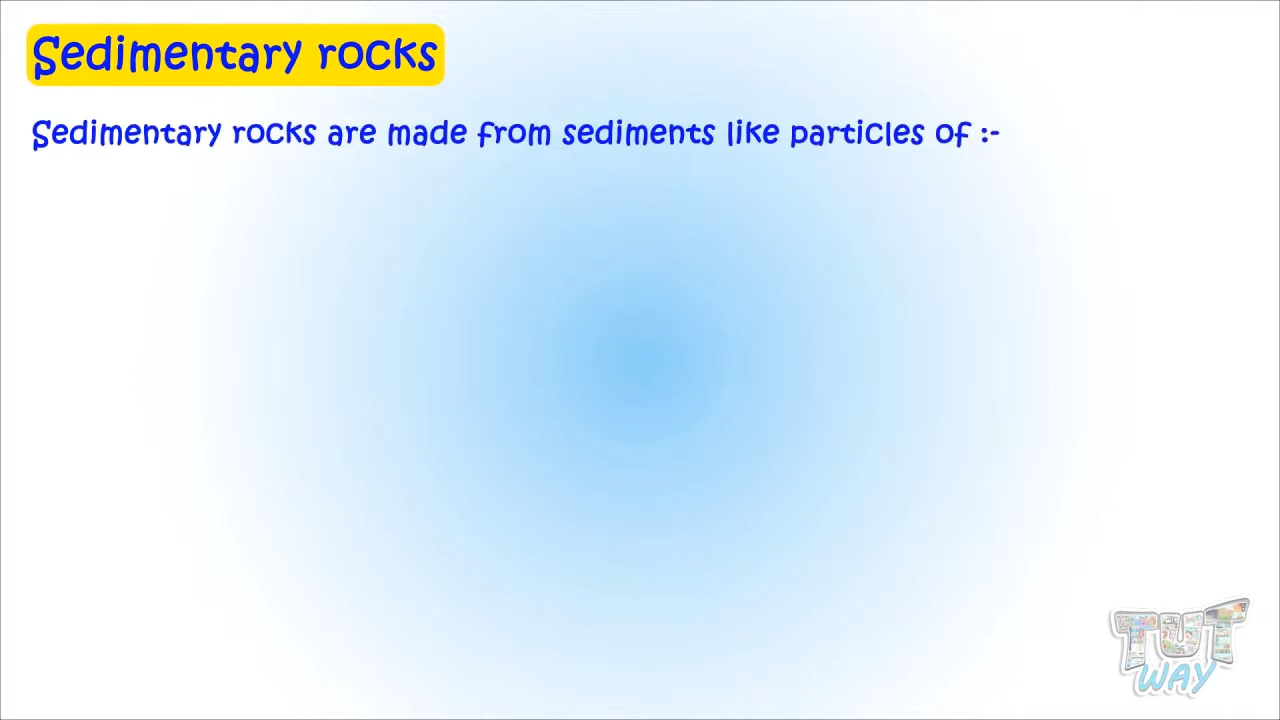 Sedimentary rocks
Sedimentary rocks are made from sediments like particles of :-
TUT
WAY